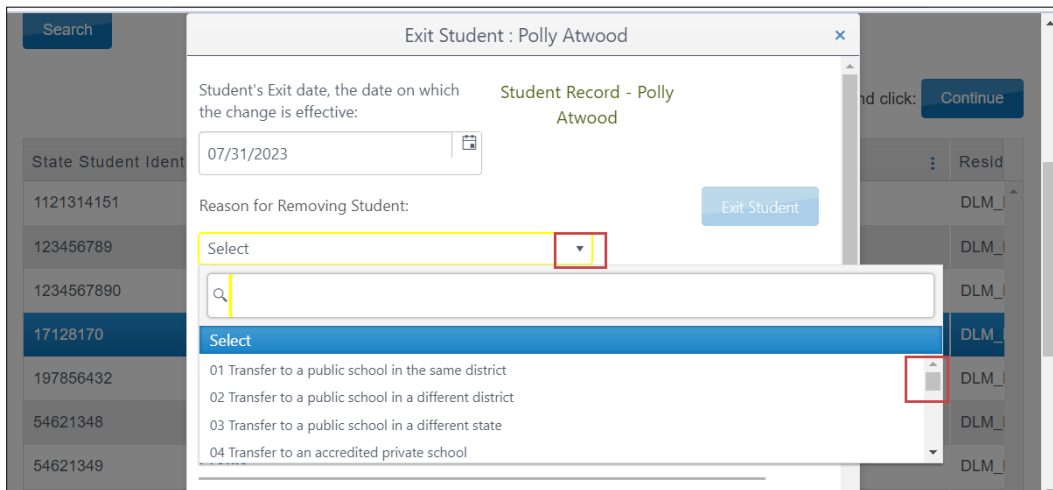 Search
Exit Student : Polly Atwood
×
Student's Exit date, the date on which
the change is effective:
Student Record - Polly
Atwood
nd click:
Continue
07/31/2023
State Student Ident
Resid
1121314151
DLM_
Reason for Removing Student:
Exit Student
123456789
Select
DLM_
1234567890
DLM_
17128170
Select
DLM_
01 Transfer to a public school in the same district
197856432
DLM_
02 Transfer to a public school in a different district
54621348
03 Transfer to a public school in a different state
DLM_
04 Transfer to an accredited private school
54621349
DLM_